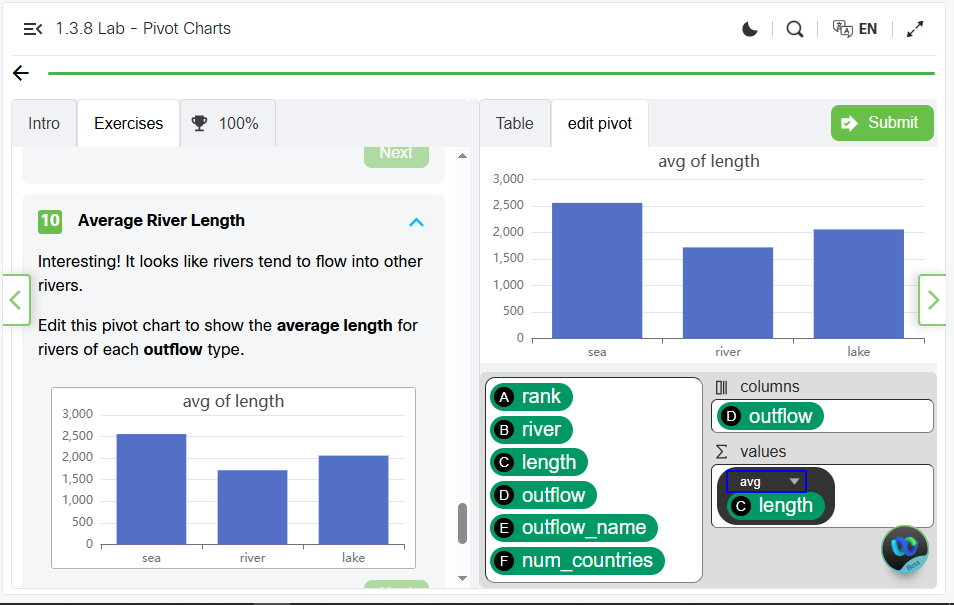 1.3.8 Lab - Pivot Charts
EN
Intro
Exercises
100%
Table
edit pivot
Submit
Next
10 Average River Length
Interesting! It looks like rivers tend to flow into other
rivers.
Edit this pivot chart to show the average length for
rivers of each outflow type.
avg of length
3,000
2,500
2,000
1,500
1,000
500
0
sea
river
lake
avg of length
3,000
2,500
2,000
1,500
1,000
500
0
sea
river
lake
A rank
B river
C length
D outflow
E outflow_name
F num_countries
columns
D outflow
Σ values
avg
C length
Beta